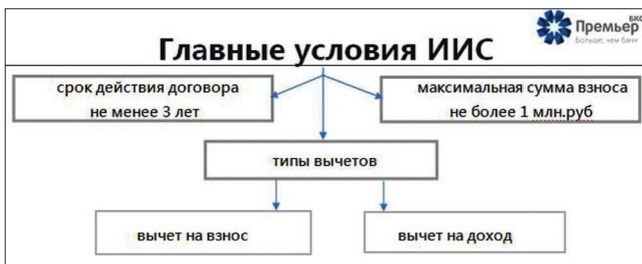 БКС
Премьер
Больше, чем банк
Главные условия ИИС
срок действия договора
не менее 3 лет
максимальная сумма взноса
не более 1 млн.руб
типы вычетов
вычет на взнос
вычет на доход